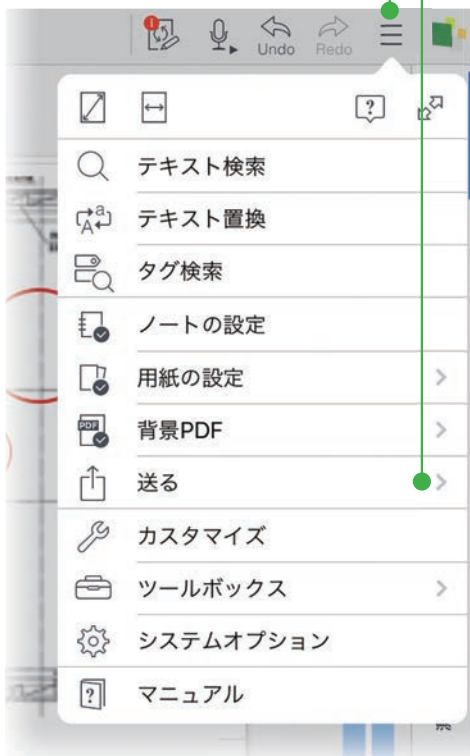 1
Undo
Redo
?
テキスト検索
a
A
テキスト置換
タグ検索
ノートの設定
用紙の設定
PDF
背景PDF
送る
カスタマイズ
ツールボックス
システムオプション
?
マニュアル